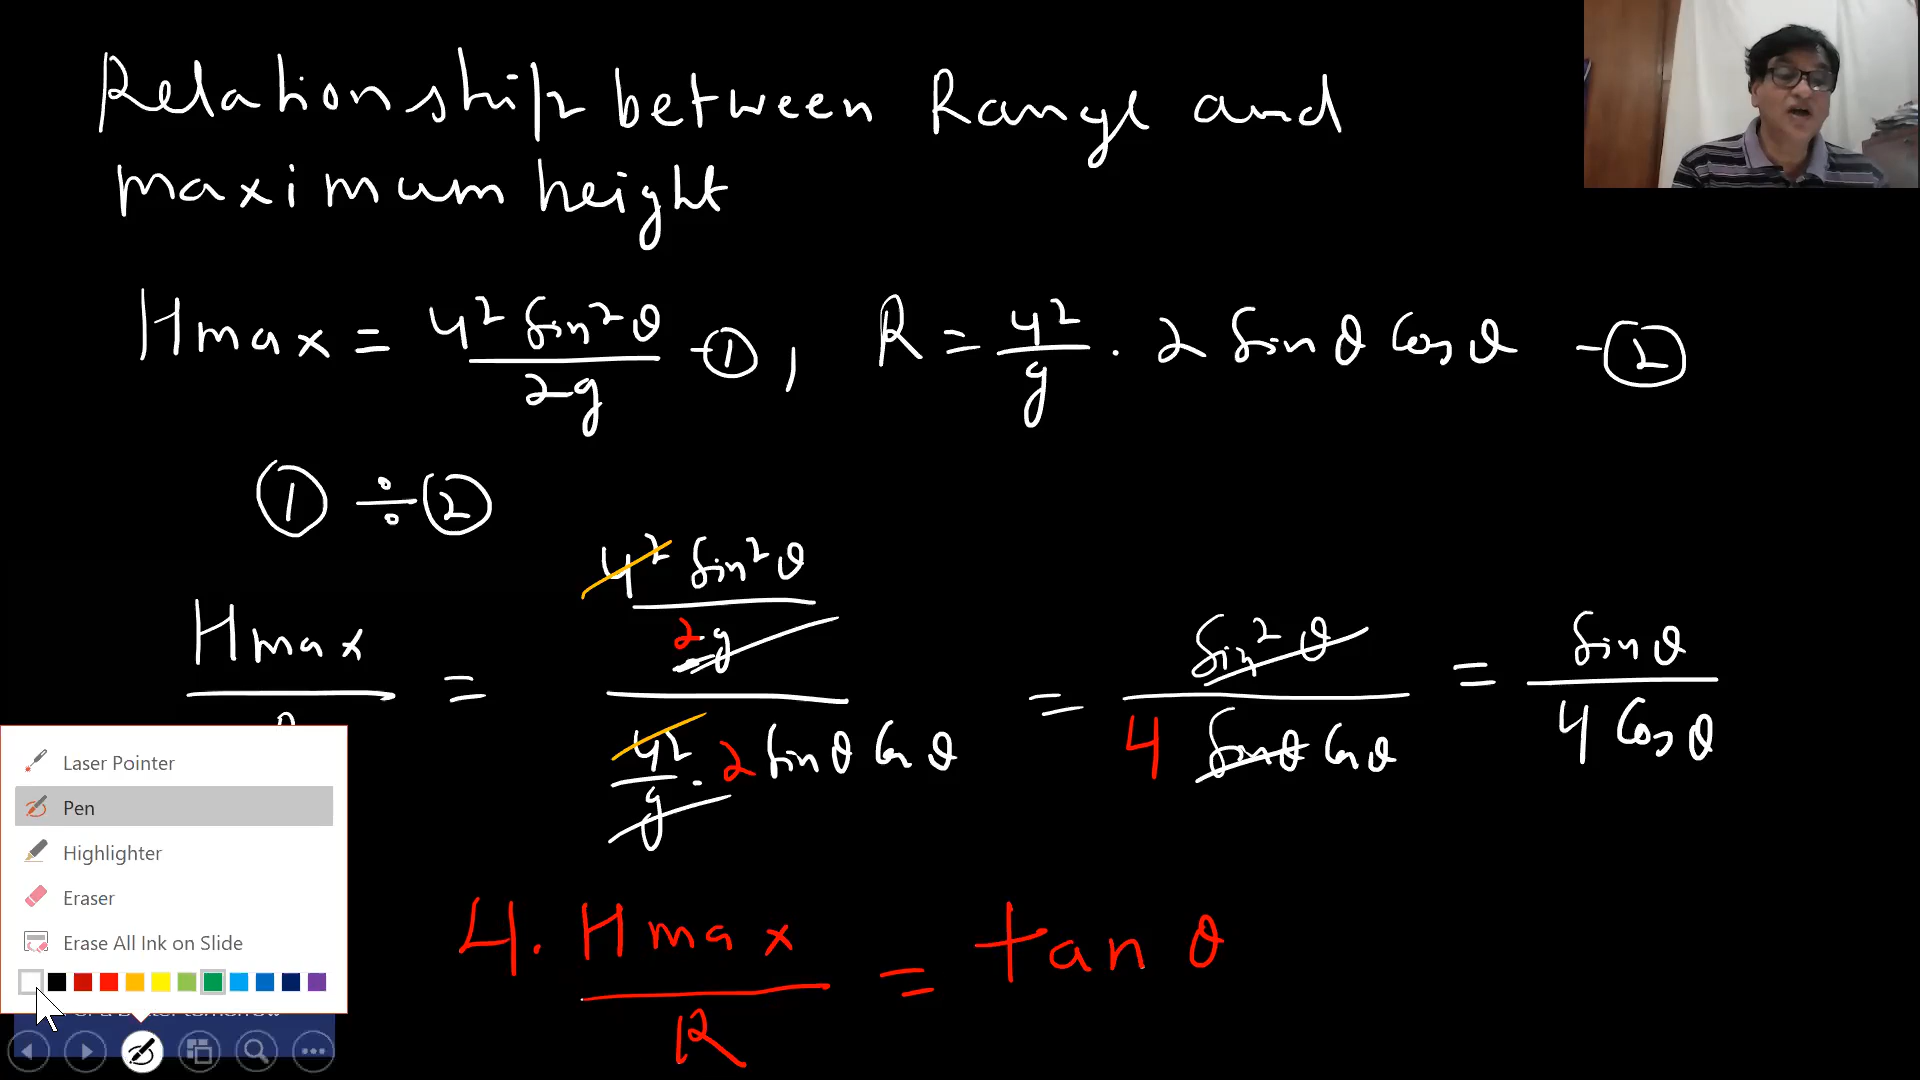 Relationship between Range and
maximum height
Hmax = u² Sin²θ / 2g -①, R = u²/g . 2 Sinθ Cosθ -②
① ÷ ②
Hmax = u² Sin²θ / 2g / u²/g . 2 Sinθ Cosθ = Sin²θ / 4 Sinθ Cosθ = Sinθ / 4 Cosθ
4. Hmax / R = tan θ
Laser Pointer
Pen
Highlighter
Eraser
Erase All Ink on Slide